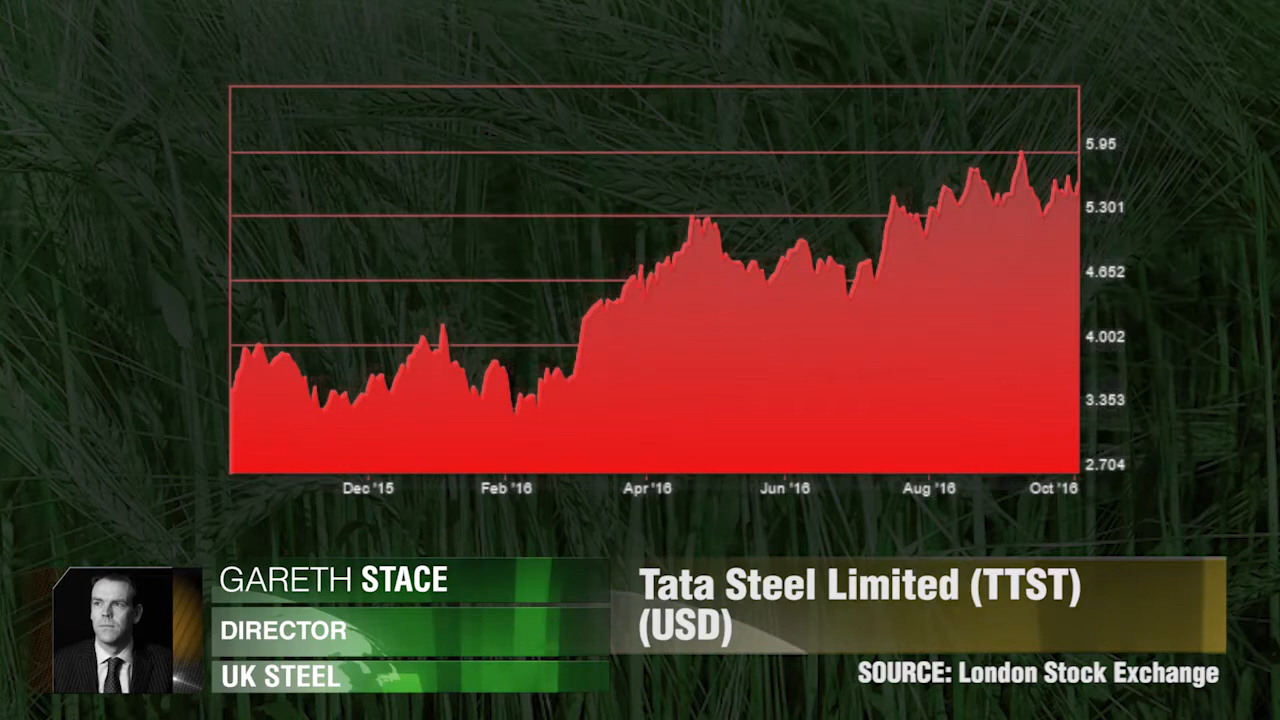 5.95
5.301
4.652
4.002
3.353
2.704
Dec '15
Feb '16
Apr '16
Jun '16
Aug '16
Oct '16
GARETH STACE
DIRECTOR
UK STEEL
Tata Steel Limited (TTST)
(USD)
SOURCE: London Stock Exchange